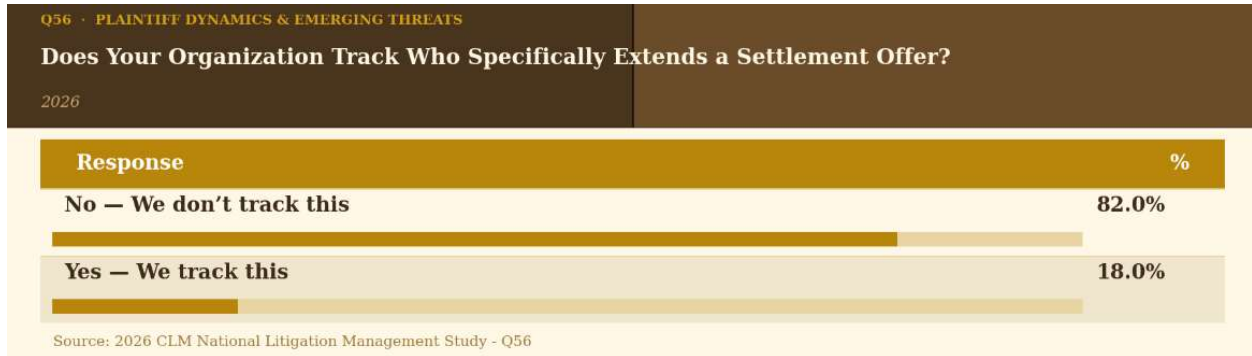 Q56 · PLAINTIFF DYNAMICS & EMERGING THREATS
Does Your Organization Track Who Specifically Extends a Settlement Offer?
2026
Response %
No — We don’t track this 82.0%
Yes — We track this 18.0%
Source: 2026 CLM National Litigation Management Study - Q56